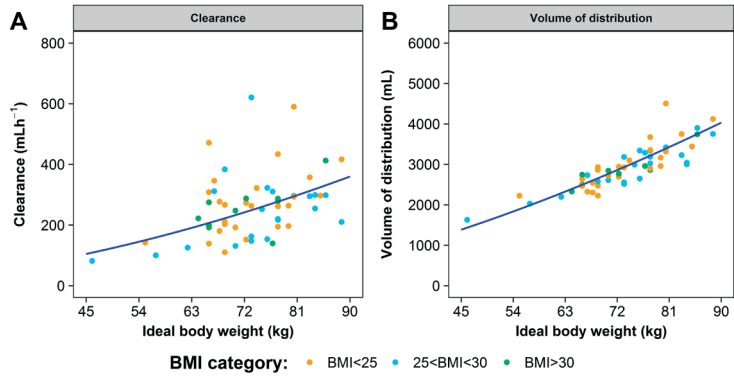 A
Clearance
Clearance (mLh⁻¹)
800
600
400
200
0
45 54 63 72 81 90
Ideal body weight (kg)
B
Volume of distribution
Volume of distribution (mL)
6000
5000
4000
3000
2000
1000
0
45 54 63 72 81 90
Ideal body weight (kg)
BMI category: BMI<25 25<BMI<30 BMI>30